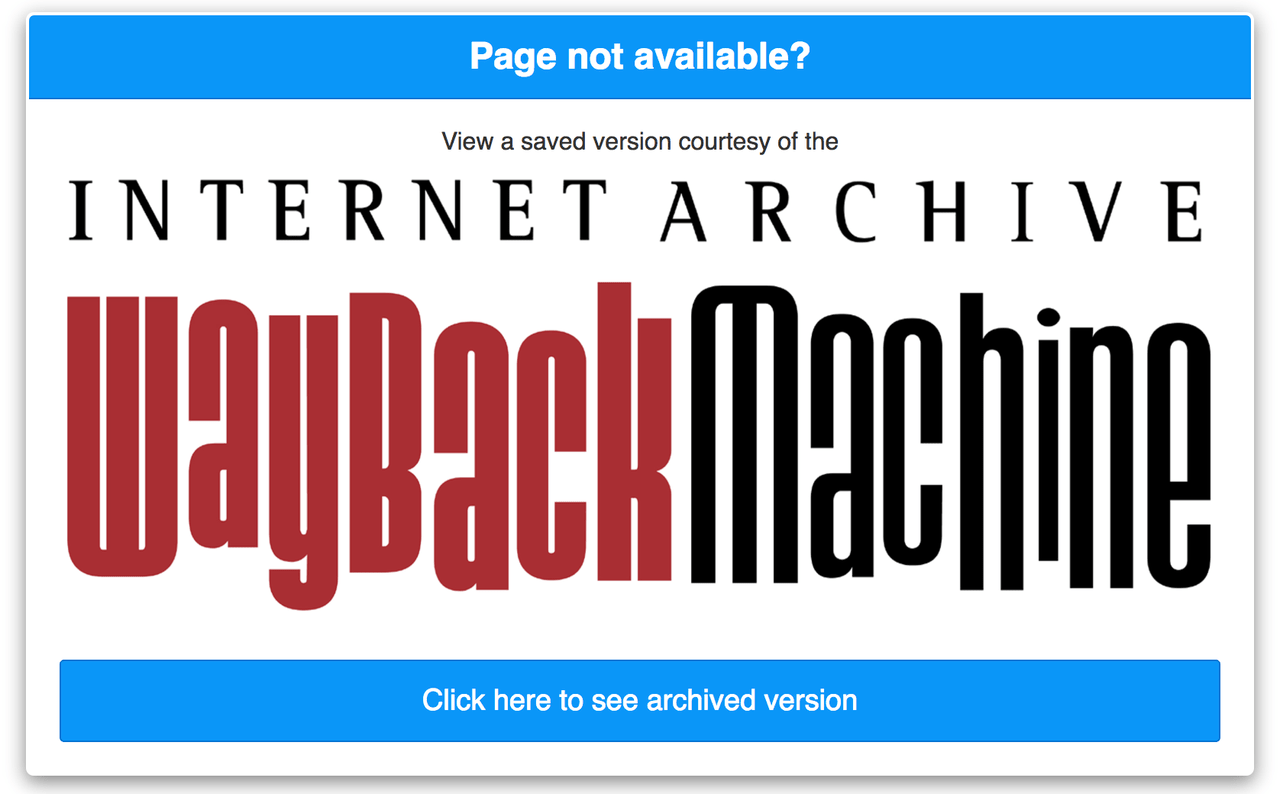 Page not available?
View a saved version courtesy of the
INTERNET ARCHIVE
WayBackMachine
Click here to see archived version